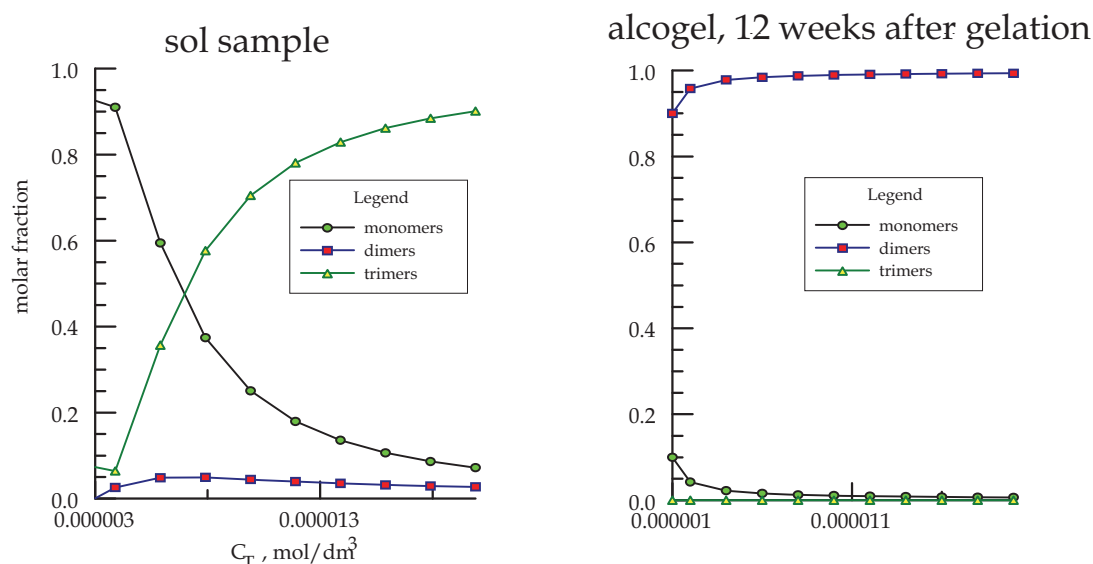 sol sample
1.0
0.8
0.6
0.4
0.2
0.0
molar fraction
Legend
monomers
dimers
trimers
0.000003
0.000013
C_T , mol/dm³
alcogel, 12 weeks after gelation
1.0
0.8
0.6
0.4
0.2
0.0
Legend
monomers
dimers
trimers
0.000001
0.000011